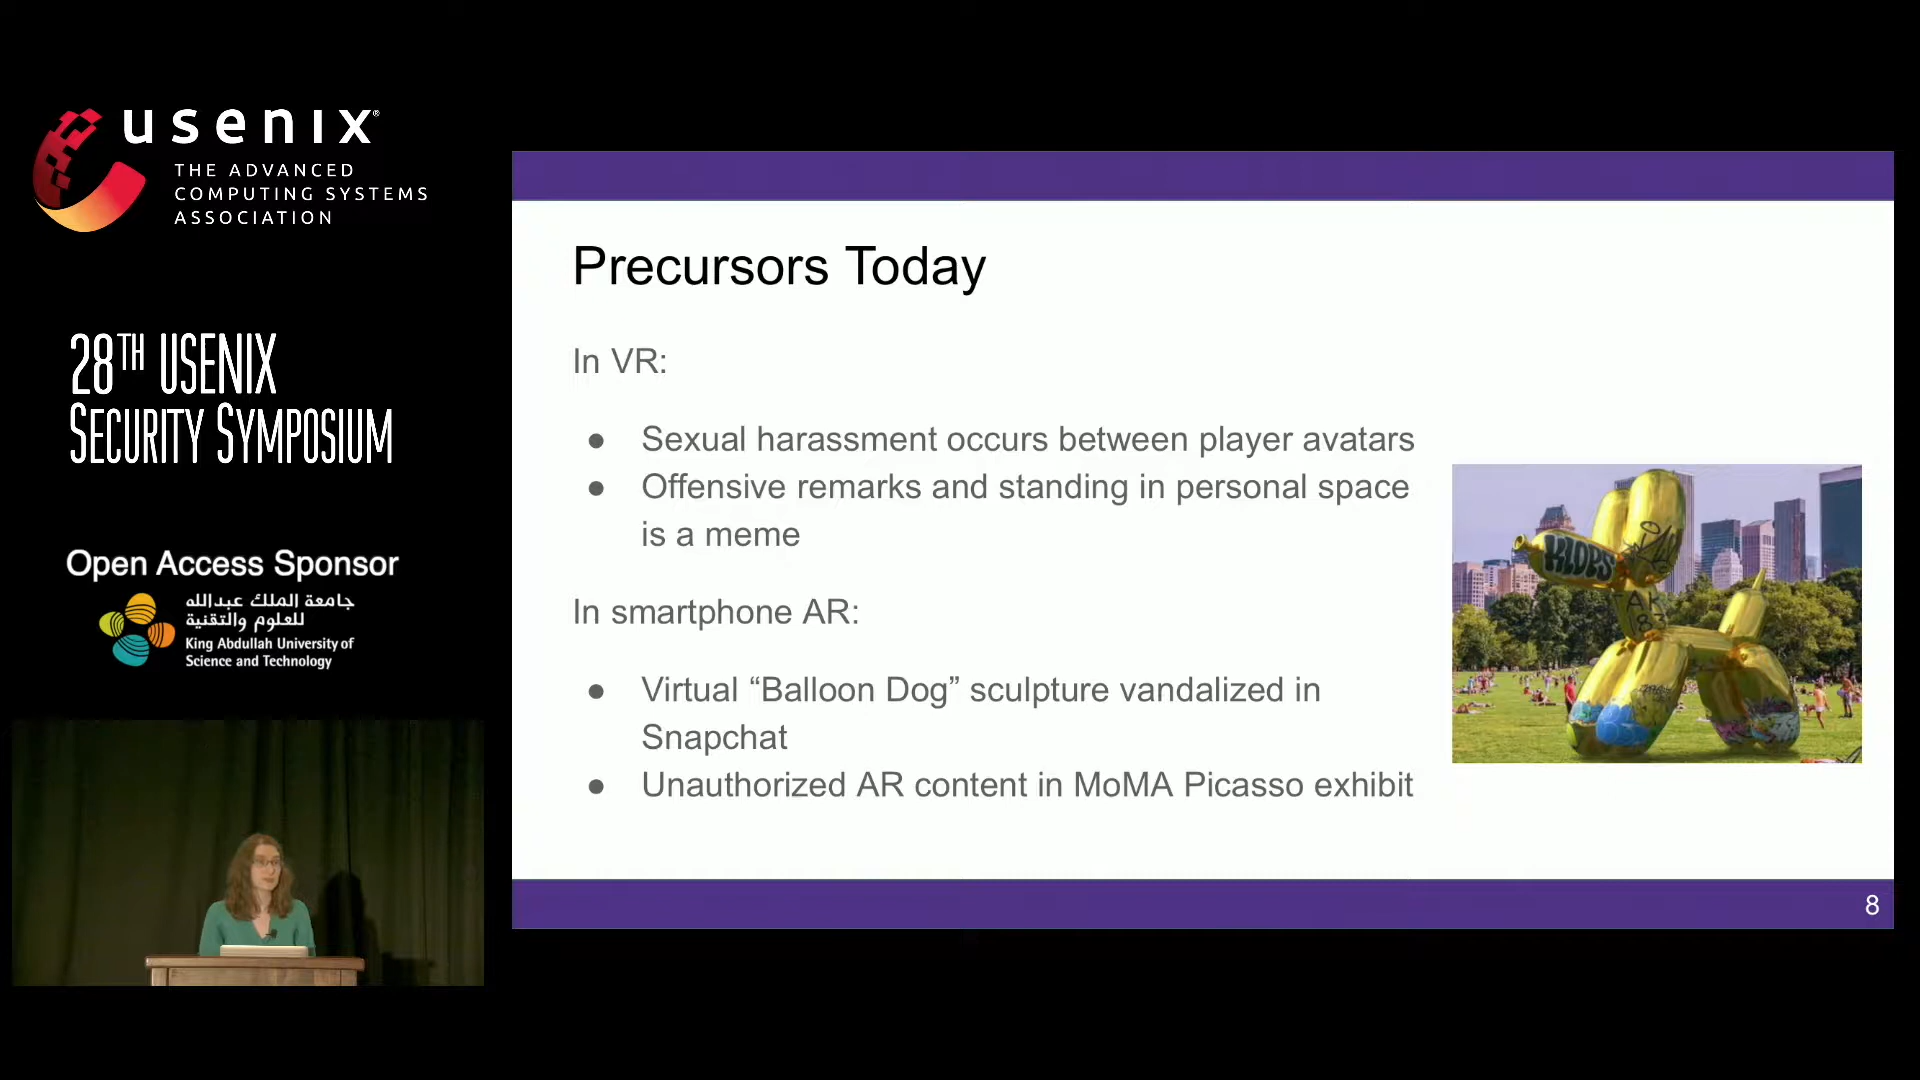 usenix®
THE ADVANCED
COMPUTING SYSTEMS
ASSOCIATION
28TH USENIX
SECURITY SYMPOSIUM
Open Access Sponsor
جامعة الملك عبدالله
للعلوم والتقنية
King Abdullah University of
Science and Technology
Precursors Today
In VR:
● Sexual harassment occurs between player avatars
● Offensive remarks and standing in personal space
is a meme
In smartphone AR:
● Virtual “Balloon Dog” sculpture vandalized in
Snapchat
● Unauthorized AR content in MoMA Picasso exhibit
KLOPS
8